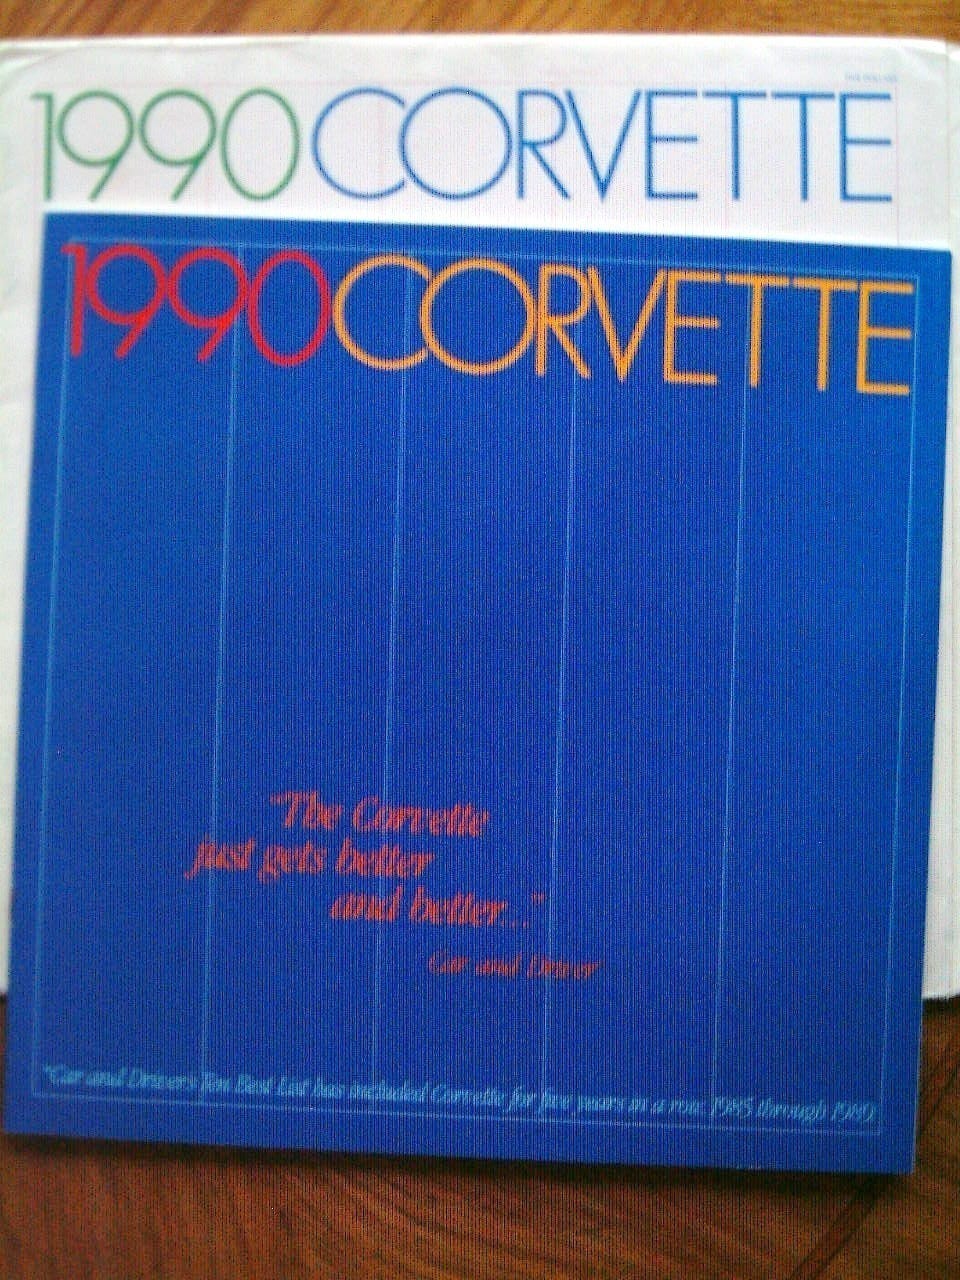 1990 CORVETTE
1990 CORVETTE
"The Corvette
just gets better
and better..."
Car and Driver
*Car and Driver's Ten Best List has included Corvette for five years in a row: 1985 through 1989